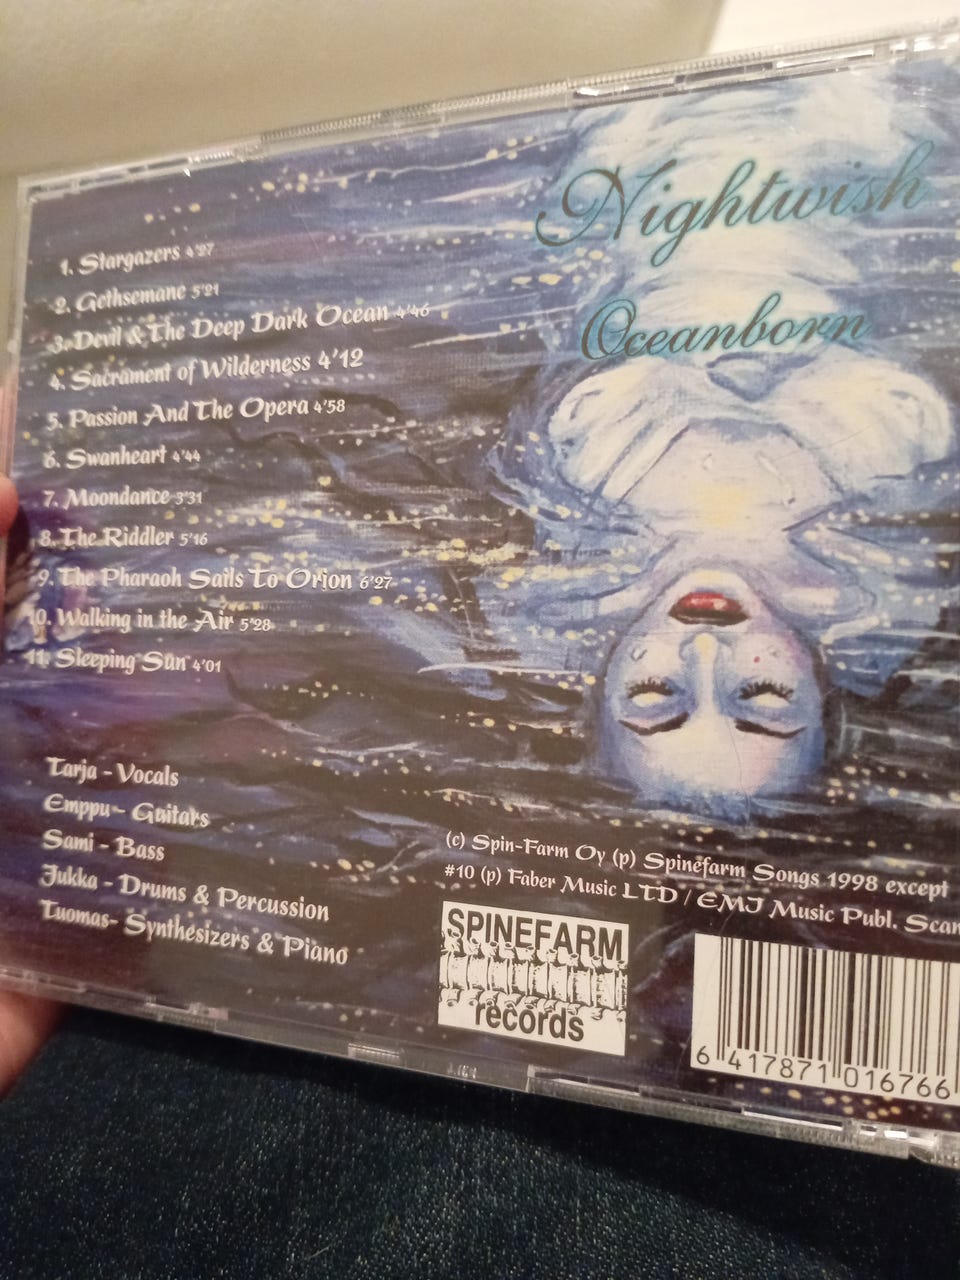 Nightwish
Oceanborn
1. Stargazers 4'27
2. Gethsemane 5'21
3. Devil & The Deep Dark Ocean 4'46
4. Sacrament of Wilderness 4'12
5. Passion And The Opera 4'58
6. Swanheart 4'44
7. Moondance 3'31
8. The Riddler 5'16
9. The Pharaoh Sails To Orion 6'27
10. Walking in the Air 5'28
11. Sleeping Sun 4'01
Tarja - Vocals
Emppu - Guitars
Sami - Bass
Jukka - Drums & Percussion
Tuomas- Synthesizers & Piano
(c) Spin-Farm Oy (p) Spinefarm Songs 1998 except
#10 (p) Faber Music LTD / EMI Music Publ. Scan
SPINEFARM
records
6 417871 016766